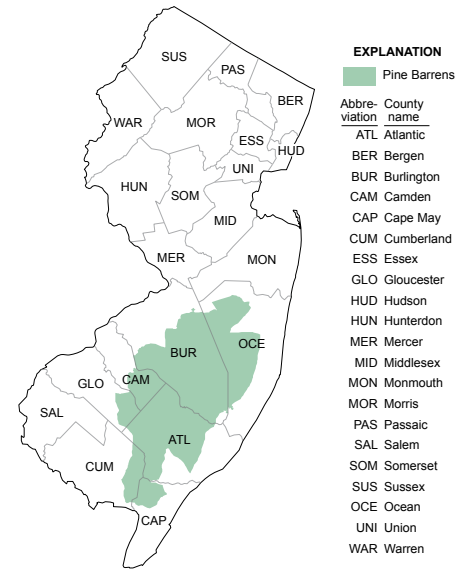 SUS
PAS
BER
WAR
MOR
ESS
HUD
UNI
HUN
SOM
MID
MER
MON
BUR
OCE
CAM
GLO
SAL
ATL
CUM
CAP
EXPLANATION
Pine Barrens
Abbre- County
viation name
ATL Atlantic
BER Bergen
BUR Burlington
CAM Camden
CAP Cape May
CUM Cumberland
ESS Essex
GLO Gloucester
HUD Hudson
HUN Hunterdon
MER Mercer
MID Middlesex
MON Monmouth
MOR Morris
PAS Passaic
SAL Salem
SOM Somerset
SUS Sussex
OCE Ocean
UNI Union
WAR Warren